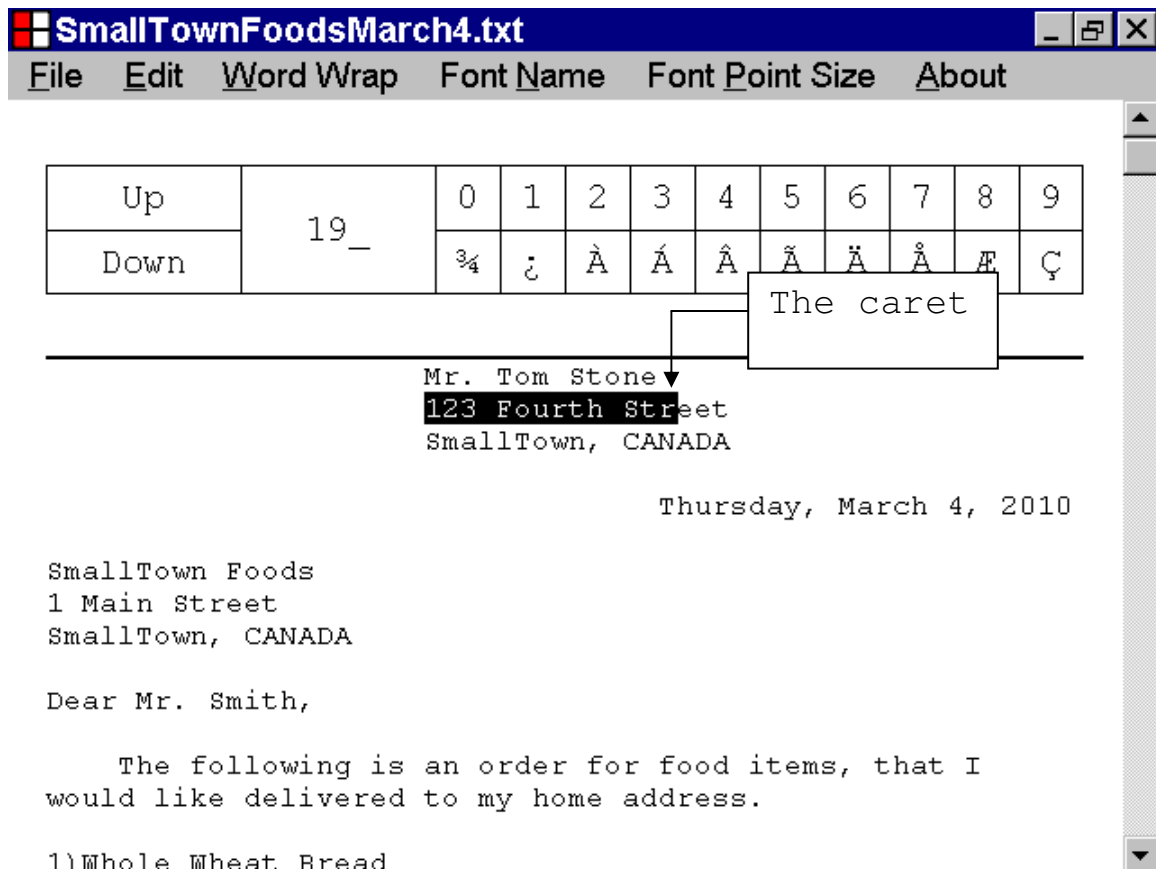 SmallTownFoodsMarch4.txt
File Edit Word Wrap Font Name Font Point Size About
Up 19_ 0 1 2 3 4 5 6 7 8 9
Down ¾ ¿ À Á Â Ã Ä Å Æ Ç
The caret
Mr. Tom Stone
123 Fourth Street
SmallTown, CANADA
Thursday, March 4, 2010
SmallTown Foods
1 Main Street
SmallTown, CANADA
Dear Mr. Smith,
The following is an order for food items, that I
would like delivered to my home address.
1)Whole Wheat Bread